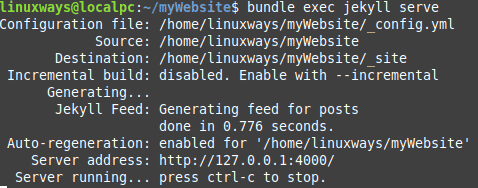 linuxways@localpc:~/myWebsite$ bundle exec jekyll serve
Configuration file: /home/linuxways/myWebsite/_config.yml
Source: /home/linuxways/myWebsite
Destination: /home/linuxways/myWebsite/_site
Incremental build: disabled. Enable with --incremental
Generating...
Jekyll Feed: Generating feed for posts
done in 0.776 seconds.
Auto-regeneration: enabled for '/home/linuxways/myWebsite'
Server address: http://127.0.0.1:4000/
Server running... press ctrl-c to stop.